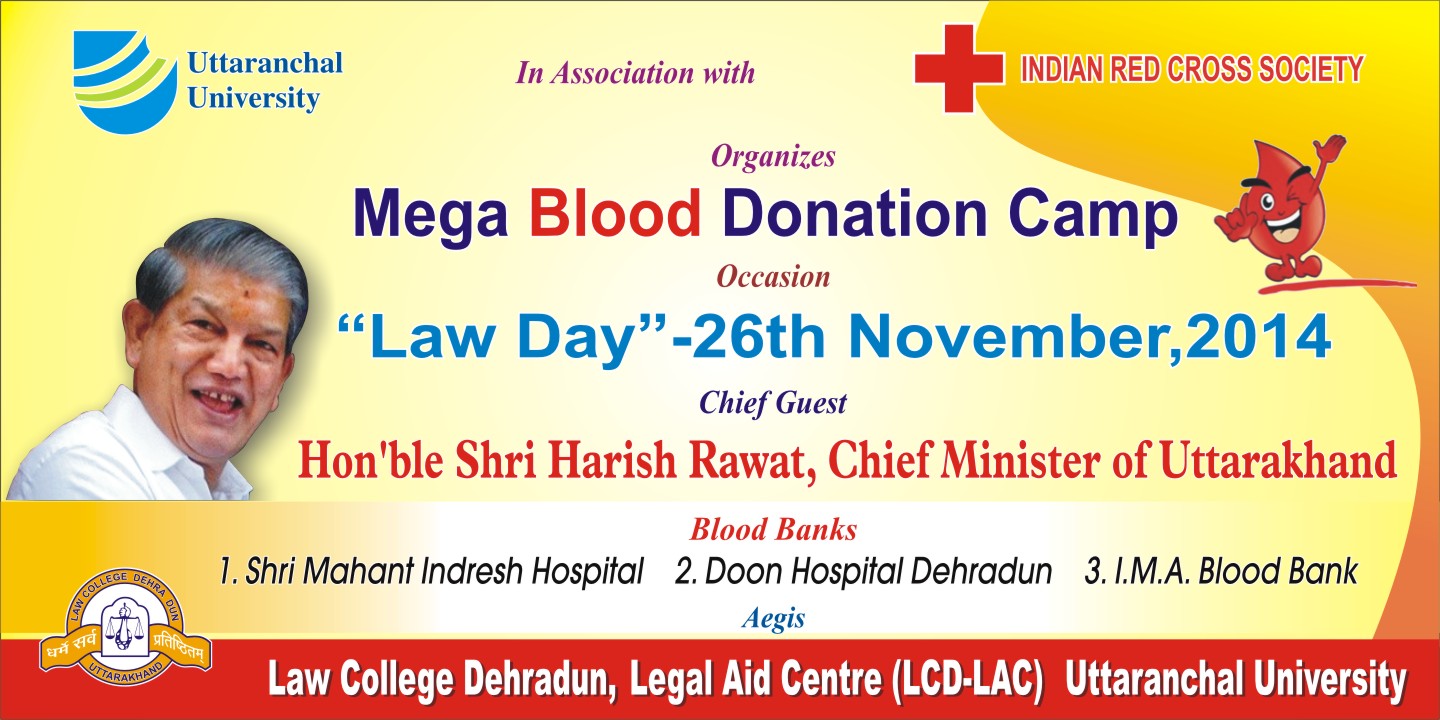 Uttaranchal
University
In Association with
INDIAN RED CROSS SOCIETY
Organizes
Mega Blood Donation Camp
Occasion
“Law Day”-26th November,2014
Chief Guest
Hon'ble Shri Harish Rawat, Chief Minister of Uttarakhand
Blood Banks
1. Shri Mahant Indresh Hospital 2. Doon Hospital Dehradun 3. I.M.A. Blood Bank
Aegis
LAW COLLEGE DEHRA DUN
धर्मे सर्वं प्रतिष्ठितम्
UTTARAKHAND
Law College Dehradun, Legal Aid Centre (LCD-LAC) Uttaranchal University